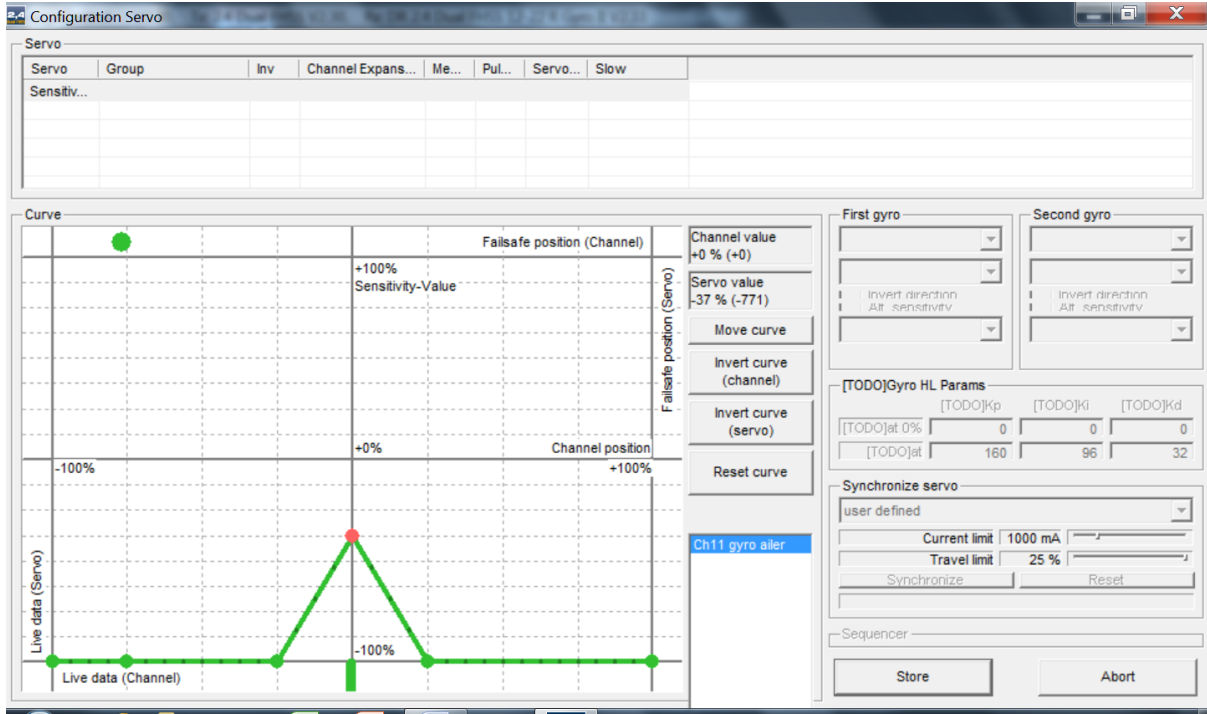 2.4
Configuration Servo
Servo
Servo Group Inv Channel Expans... Me... Pul... Servo... Slow
Sensitiv...
Curve
Failsafe position (Channel)
+100%
Sensitivity-Value
Failsafe position (Servo)
+0%
Channel position
-100%
+100%
Live data (Servo)
-100%
Live data (Channel)
Channel value
+0 % (+0)
Servo value
-37 % (-771)
Move curve
Invert curve
(channel)
Invert curve
(servo)
Reset curve
Ch11 gyro ailer
First gyro
Invert direction
Alt. sensitivity
Second gyro
Invert direction
Alt. sensitivity
[TODO]Gyro HL Params
[TODO]Kp [TODO]Ki [TODO]Kd
[TODO]at 0% 0 0 0
[TODO]at 160 96 32
Synchronize servo
user defined
Current limit 1000 mA
Travel limit 25 %
Synchronize Reset
Sequencer
Store Abort